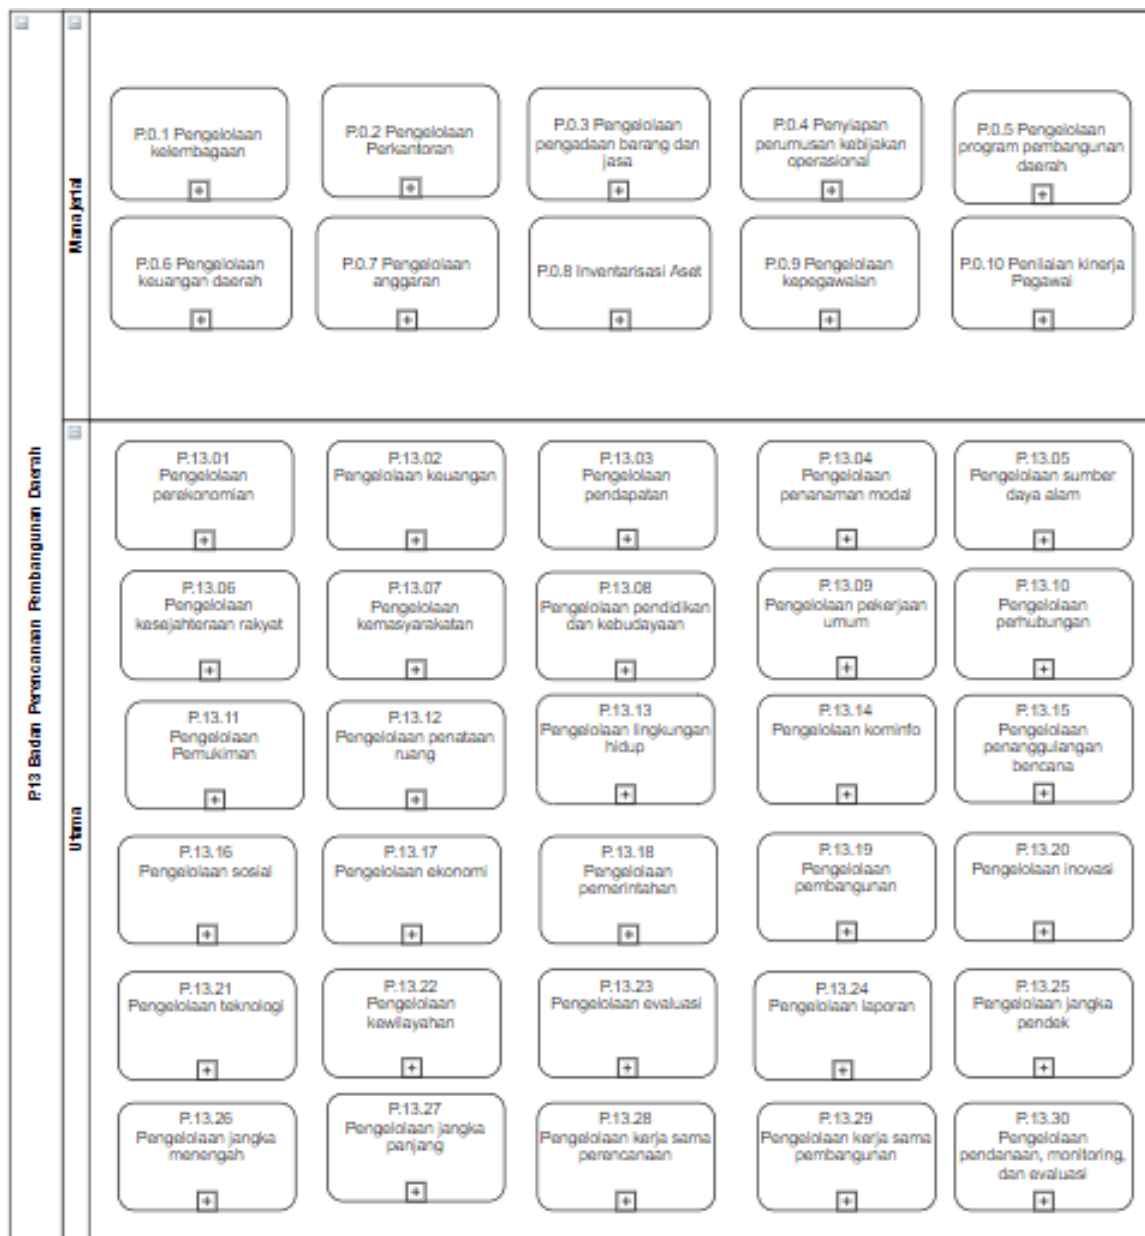 P.13 Badan Perencanaan Pembangunan Daerah
Manajerial
P.0.1 Pengelolaan
kelembagaan
P.0.2 Pengelolaan
Perkantoran
P.0.3 Pengelolaan
pengadaan barang dan
jasa
P.0.4 Penyiapan
perumusan kebijakan
operasional
P.0.5 Pengelolaan
program pembangunan
daerah
P.0.6 Pengelolaan
keuangan daerah
P.0.7 Pengelolaan
anggaran
P.0.8 Inventarisasi Aset
P.0.9 Pengelolaan
kepegawaian
P.0.10 Penilaian kinerja
Pegawai
Utama
P.13.01
Pengelolaan
perekonomian
P.13.02
Pengelolaan keuangan
P.13.03
Pengelolaan
pendapatan
P.13.04
Pengelolaan
penanaman modal
P.13.05
Pengelolaan sumber
daya alam
P.13.06
Pengelolaan
kesejahteraan rakyat
P.13.07
Pengelolaan
kemasyarakatan
P.13.08
Pengelolaan pendidikan
dan kebudayaan
P.13.09
Pengelolaan pekerjaan
umum
P.13.10
Pengelolaan
perhubungan
P.13.11
Pengelolaan
Pemukiman
P.13.12
Pengelolaan penataan
ruang
P.13.13
Pengelolaan lingkungan
hidup
P.13.14
Pengelolaan kominfo
P.13.15
Pengelolaan
penanggulangan
bencana
P.13.16
Pengelolaan sosial
P.13.17
Pengelolaan ekonomi
P.13.18
Pengelolaan
pemerintahan
P.13.19
Pengelolaan
pembangunan
P.13.20
Pengelolaan inovasi
P.13.21
Pengelolaan teknologi
P.13.22
Pengelolaan
kewilayahan
P.13.23
Pengelolaan evaluasi
P.13.24
Pengelolaan laporan
P.13.25
Pengelolaan jangka
pendek
P.13.26
Pengelolaan jangka
menengah
P.13.27
Pengelolaan jangka
panjang
P.13.28
Pengelolaan kerja sama
perencanaan
P.13.29
Pengelolaan kerja sama
pembangunan
P.13.30
Pengelolaan
pendanaan, monitoring,
dan evaluasi